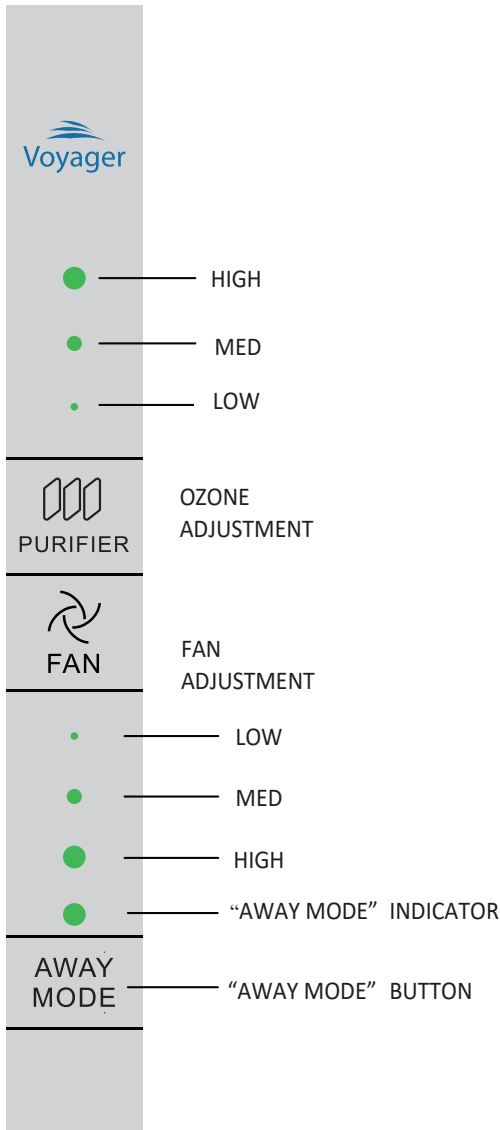 Voyager
HIGH
MED
LOW
PURIFIER
OZONE
ADJUSTMENT
FAN
FAN
ADJUSTMENT
LOW
MED
HIGH
“AWAY MODE” INDICATOR
AWAY
MODE
“AWAY MODE” BUTTON